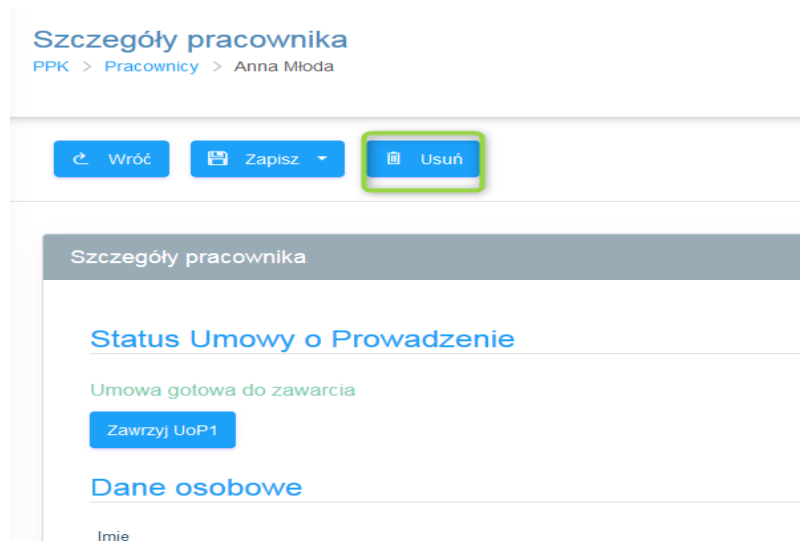 Szczegóły pracownika
PPK > Pracownicy > Anna Młoda
Wróć Zapisz Usuń
Szczegóły pracownika
Status Umowy o Prowadzenie
Umowa gotowa do zawarcia
Zawrzyj UoP1
Dane osobowe
Imię